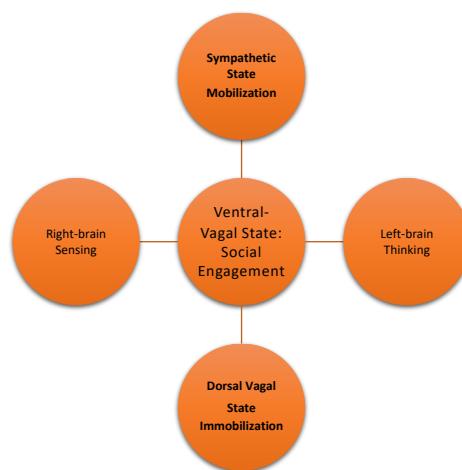 Sympathetic
State
Mobilization
Right-brain
Sensing
Ventral-
Vagal State:
Social
Engagement
Left-brain
Thinking
Dorsal Vagal
State
Immobilization